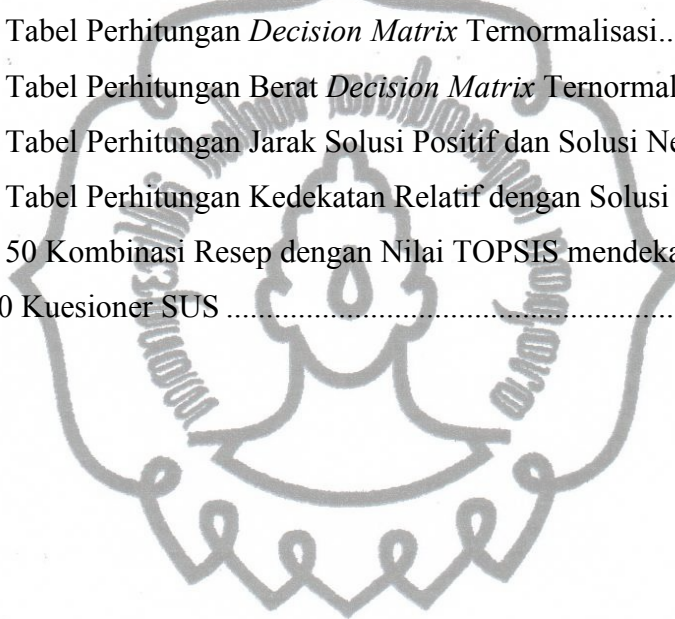 Tabel Perhitungan Decision Matrix Ternormalisasi...
Tabel Perhitungan Berat Decision Matrix Ternormal
Tabel Perhitungan Jarak Solusi Positif dan Solusi Ne
Tabel Perhitungan Kedekatan Relatif dengan Solusi
50 Kombinasi Resep dengan Nilai TOPSIS mendeka
0 Kuesioner SUS ..........................................................